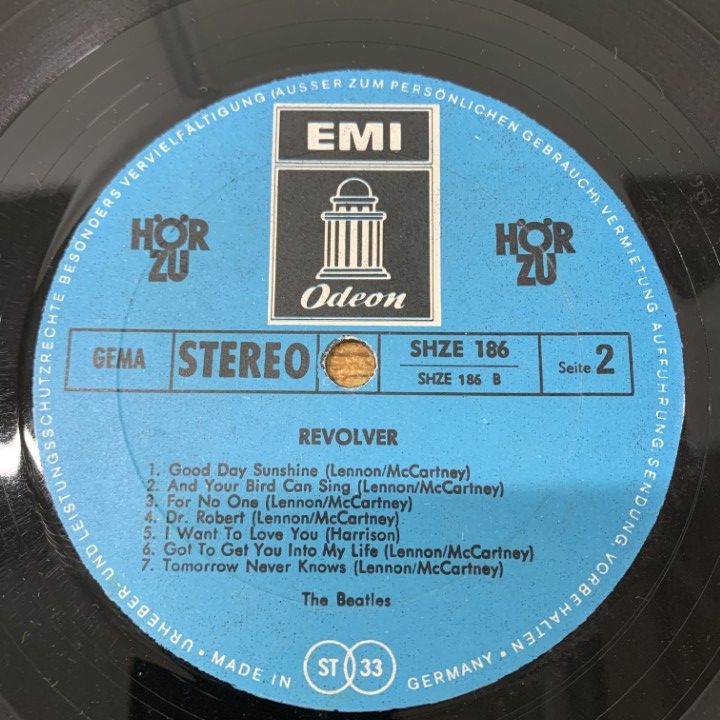 URHEBER- UND LEISTUNGSSCHUTZRECHTE BESONDERS VERVIELFÄLTIGUNG (AUSSER ZUM PERSÖNLICHEN GEBRAUCH), VERMIETUNG AUFFÜHRUNG, SENDUNG, VORBEHALTEN
EMI
Odeon
HÖR ZU
HÖR ZU
GEMA STEREO SHZE 186 Seite 2
SHZE 186 B
REVOLVER
1. Good Day Sunshine (Lennon/McCartney)
2. And Your Bird Can Sing (Lennon/McCartney)
3. For No One (Lennon/McCartney)
4. Dr. Robert (Lennon/McCartney)
5. I Want To Love You (Harrison)
6. Got To Get You Into My Life (Lennon/McCartney)
7. Tomorrow Never Knows (Lennon/McCartney)
The Beatles
• MADE IN ST 33 GERMANY •